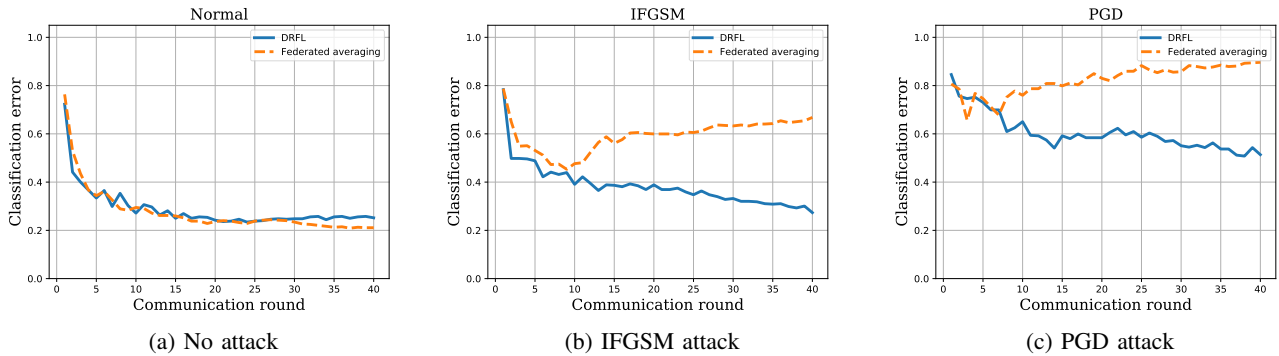 Normal
1.0
0.8
0.6
0.4
0.2
0.0
Classification error
DRFL
Federated averaging
0 5 10 15 20 25 30 35 40
Communication round
(a) No attack
IFGSM
1.0
0.8
0.6
0.4
0.2
0.0
Classification error
DRFL
Federated averaging
0 5 10 15 20 25 30 35 40
Communication round
(b) IFGSM attack
PGD
1.0
0.8
0.6
0.4
0.2
0.0
Classification error
DRFL
Federated averaging
0 5 10 15 20 25 30 35 40
Communication round
(c) PGD attack